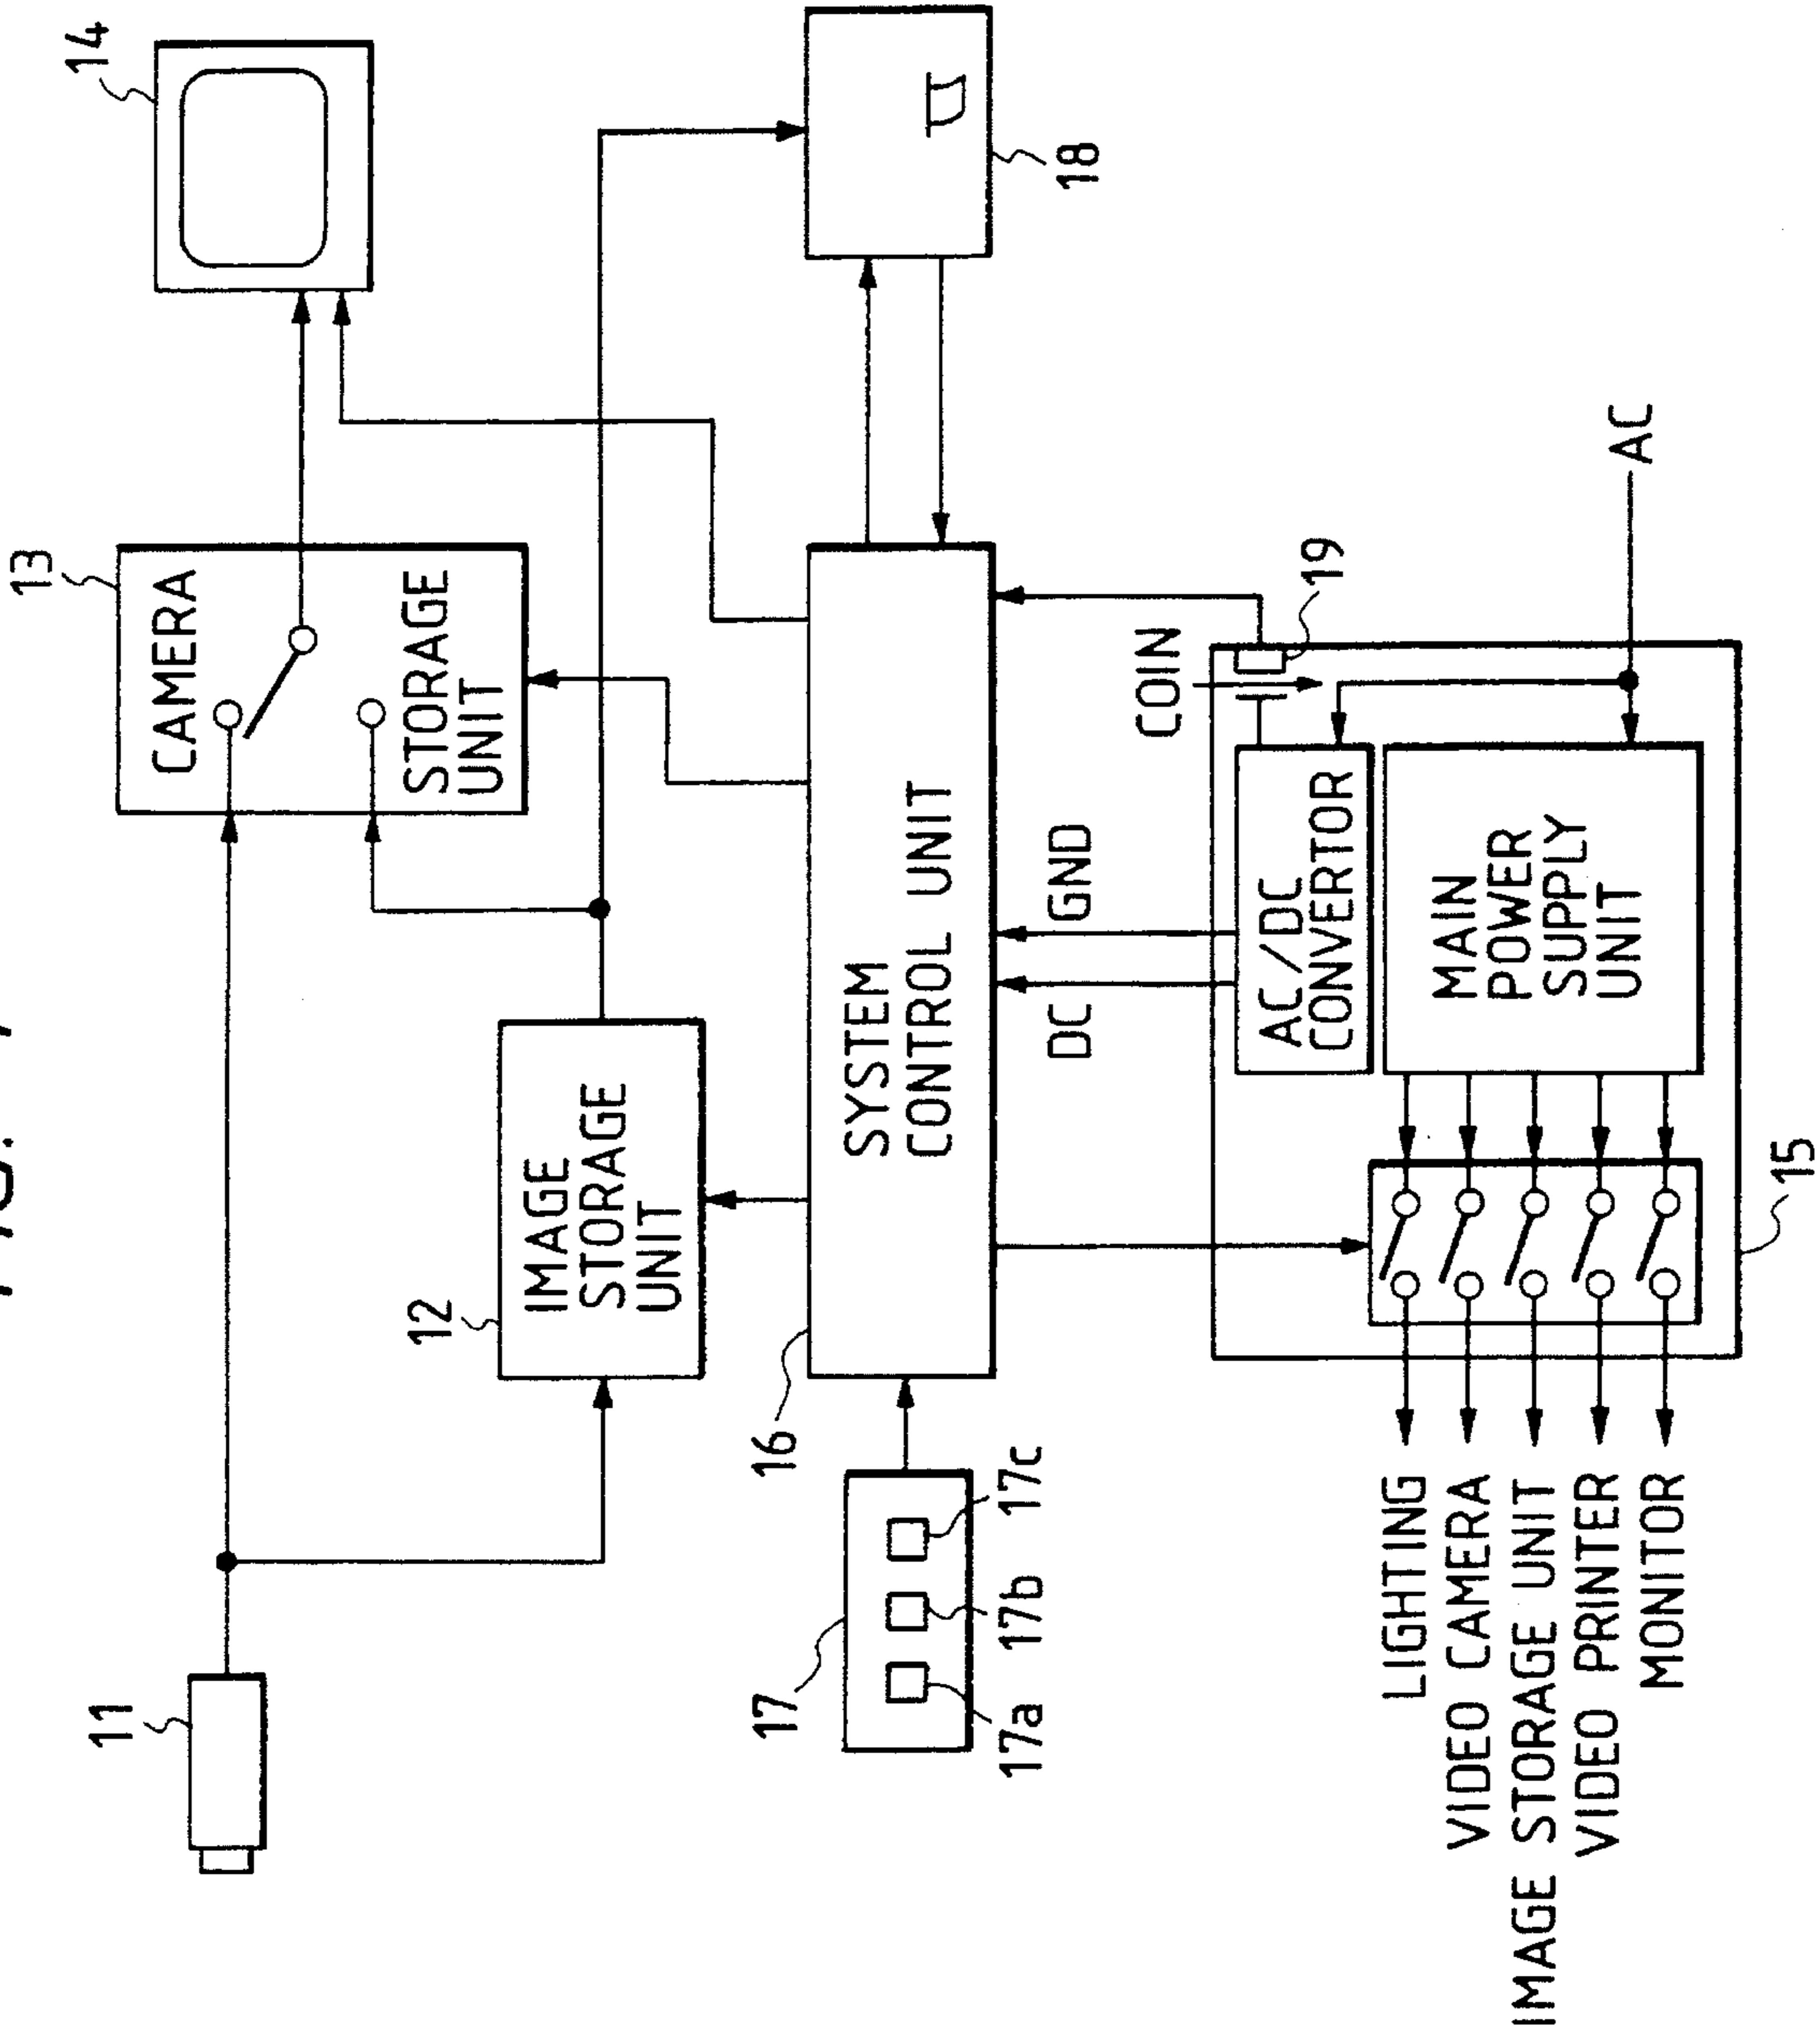 13
14
11
CAMERA
STORAGE
UNIT
12
IMAGE
STORAGE
UNIT
17
16
SYSTEM
CONTROL UNIT
17a 17b 17c
DC GND
18
COIN
19
AC/DC
CONVERTOR
MAIN
POWER
SUPPLY
UNIT
AC
LIGHTING
VIDEO CAMERA
IMAGE STORAGE UNIT
VIDEO PRINTER
MONITOR
15